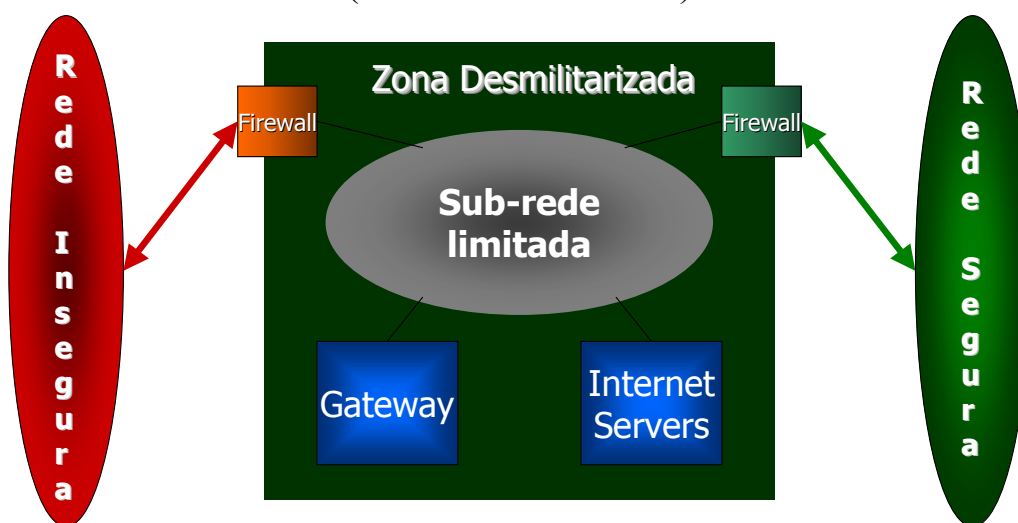 Rede Insegura
Zona Desmilitarizada
Firewall
Firewall
Sub-rede
limitada
Gateway
Internet
Servers
Rede Segura